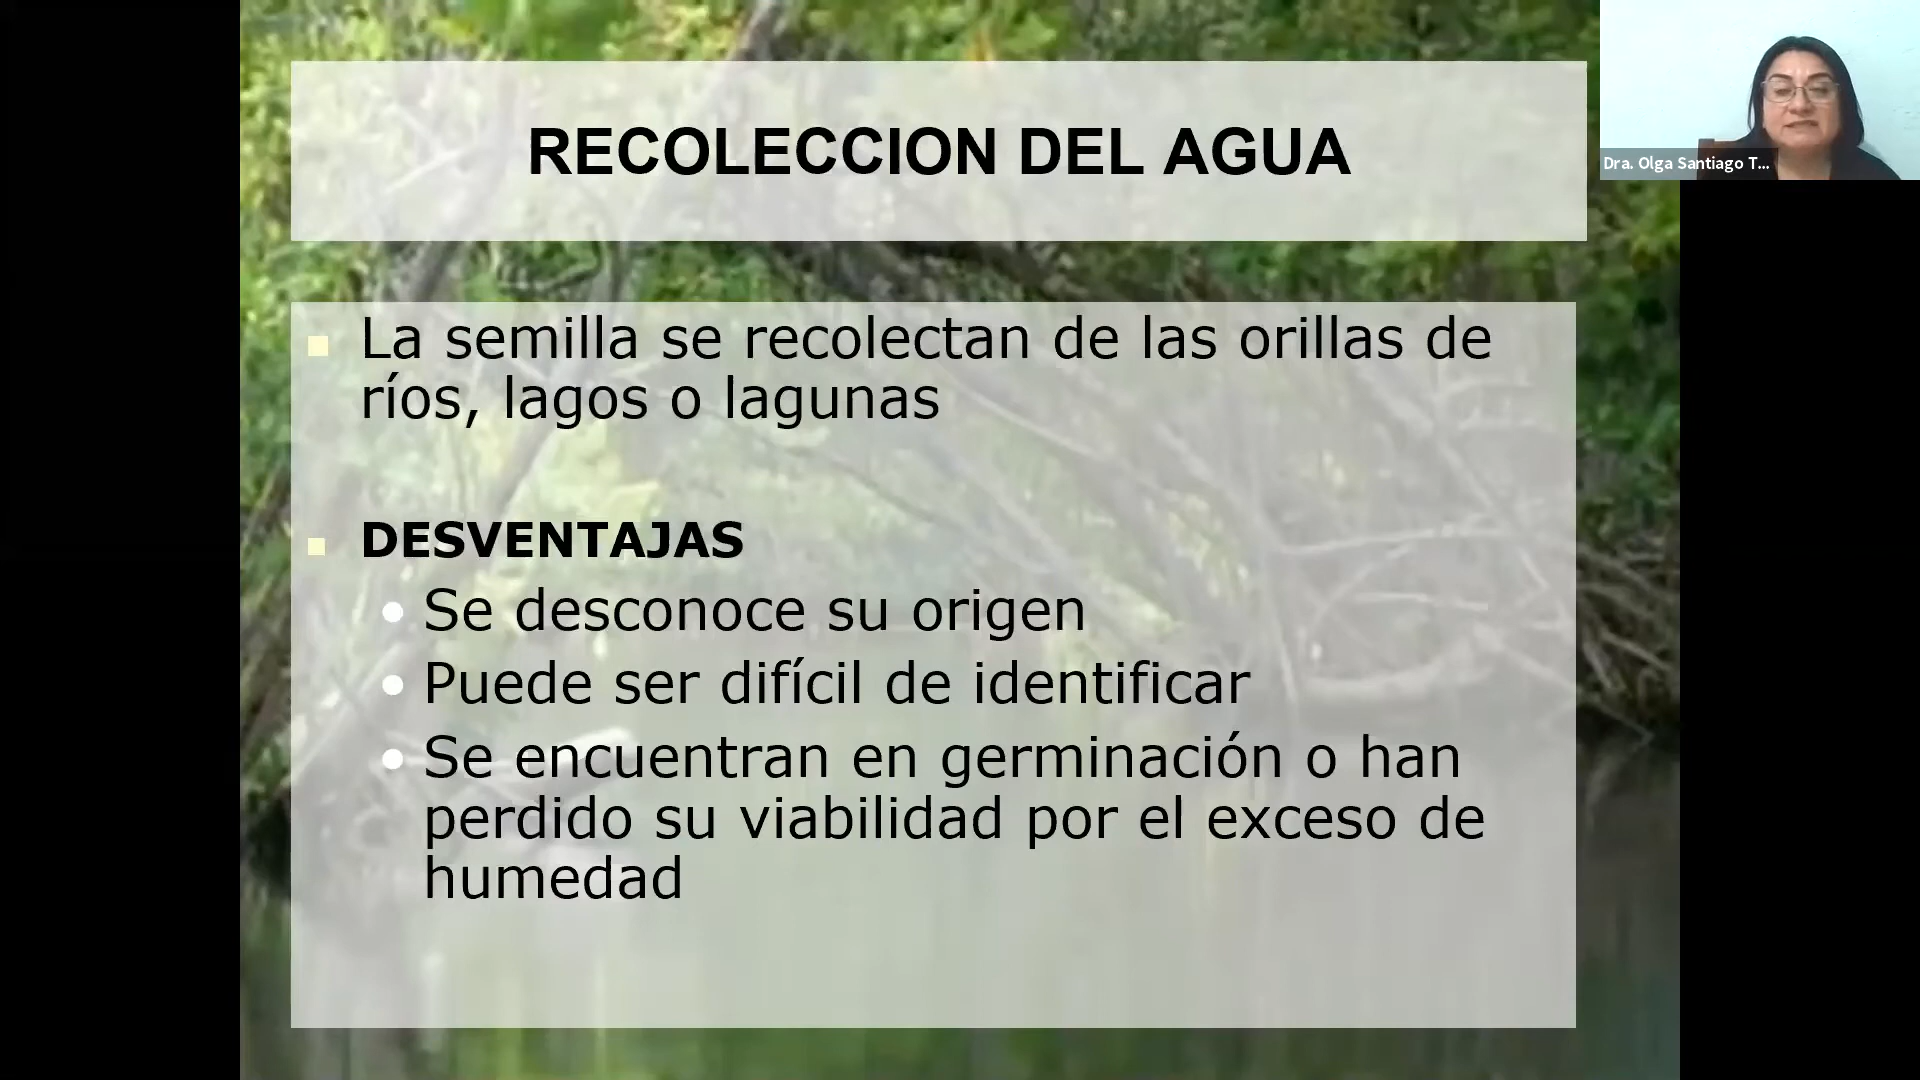 RECOLECCION DEL AGUA
Dra. Olga Santiago T...
La semilla se recolectan de las orillas de
ríos, lagos o lagunas
DESVENTAJAS
Se desconoce su origen
Puede ser difícil de identificar
Se encuentran en germinación o han
perdido su viabilidad por el exceso de
humedad